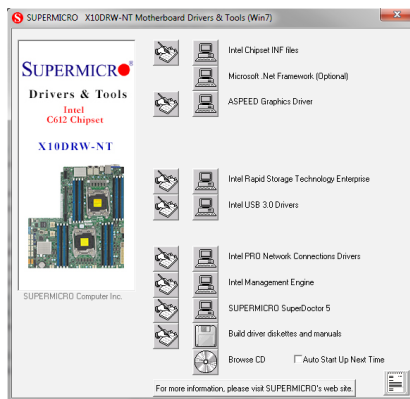 SUPERMICRO X10DRW-NT Motherboard Drivers & Tools (Win7)
SUPERMICRO
Drivers & Tools
Intel
C612 Chipset
X10DRW-NT
SUPERMICRO Computer Inc.
Intel Chipset INF files
Microsoft .Net Framework (Optional)
ASPEED Graphics Driver
Intel Rapid Storage Technology Enterprise
Intel USB 3.0 Drivers
Intel PRO Network Connections Drivers
Intel Management Engine
SUPERMICRO SuperDoctor 5
Build driver diskettes and manuals
Browse CD
Auto Start Up Next Time
For more information, please visit SUPERMICRO's web site.